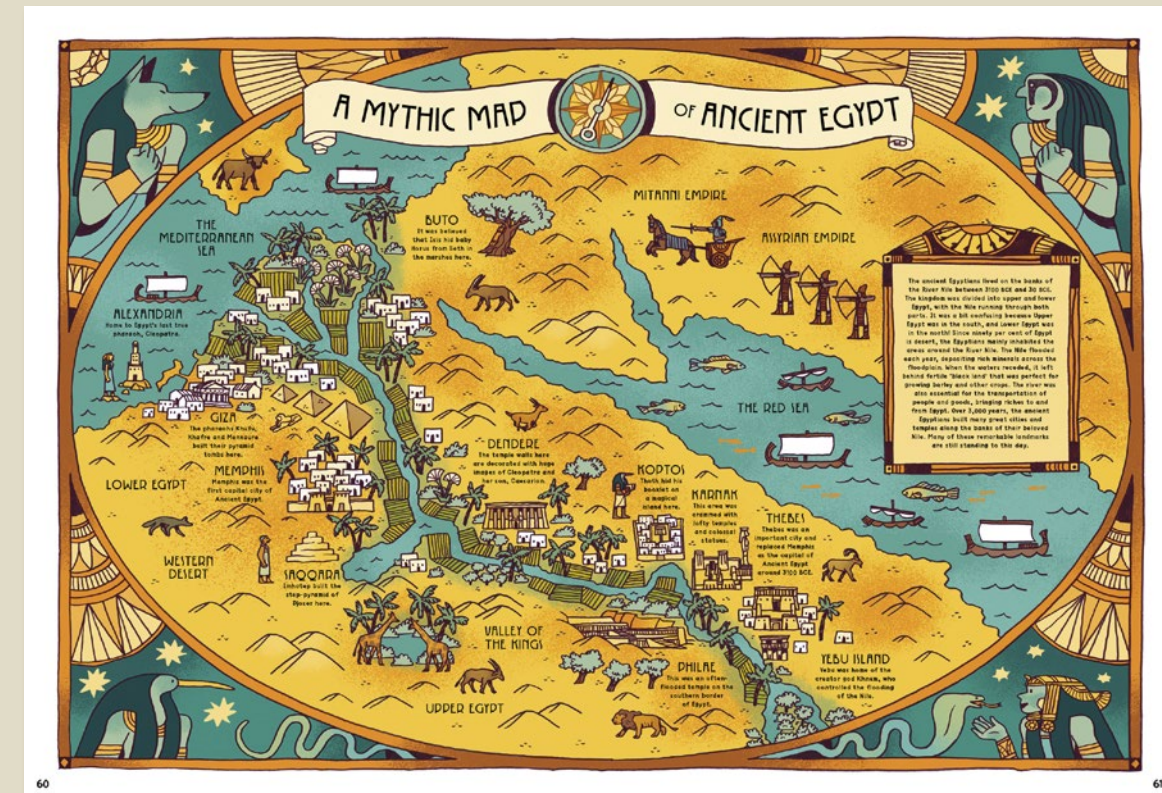 A MYTHIC MAP
OF ANCIENT EGYPT
THE
MEDITERRANEAN
SEA
BUTO
It was believed
that Isis hid baby
Horus from Seth in
the marshes here.
MITANNI EMPIRE
ASSYRIAN EMPIRE
ALEXANDRIA
Home to Egypt's last true
pharaoh, Cleopatra.
The ancient Egyptians lived on the banks of
the River Nile between 3100 BCE and 30 BCE.
The kingdom was divided into upper and lower
Egypt, with the Nile running through both
parts. It was a bit confusing because Upper
Egypt was in the south, and Lower Egypt was
in the north! Since ninety per cent of Egypt
is desert, the Egyptians mainly inhabited the
areas around the River Nile. The Nile flooded
each year, depositing rich minerals across the
floodplain. When the waters receded, it left
behind fertile 'black land' that was perfect for
growing barley and other crops. The river was
also essential for the transportation of
people and goods, bringing riches to and
from Egypt. Over 3,000 years, the ancient
Egyptians built many great cities and
temples along the banks of their beloved
Nile. Many of these remarkable landmarks
are still standing to this day.
THE RED SEA
GIZA
The pharaohs Khufu,
Khafre and Menkaure
built their pyramid
tombs here.
LOWER EGYPT
MEMPHIS
Memphis was the
first capital city of
Ancient Egypt.
DENDERE
The temple walls here
are decorated with huge
images of Cleopatra and
her son, Caesarion.
KOPTOS
Thoth hid his
booklet on
a magical
island here.
KARNAK
This area was
crammed with
lofty temples
and colossal
statues.
THEBES
Thebes was an
important city and
replaced Memphis
as the capital of
Ancient Egypt
around 3100 BCE.
WESTERN
DESERT
SAQQARA
Imhotep built the
step-pyramid of
Djoser here.
VALLEY OF
THE KINGS
UPPER EGYPT
PHILAE
This was an often-
flooded temple on the
southern border
of Egypt.
YEBU ISLAND
Yebu was home of the
creator god Khnum, who
controlled the flooding
of the Nile.
60
61